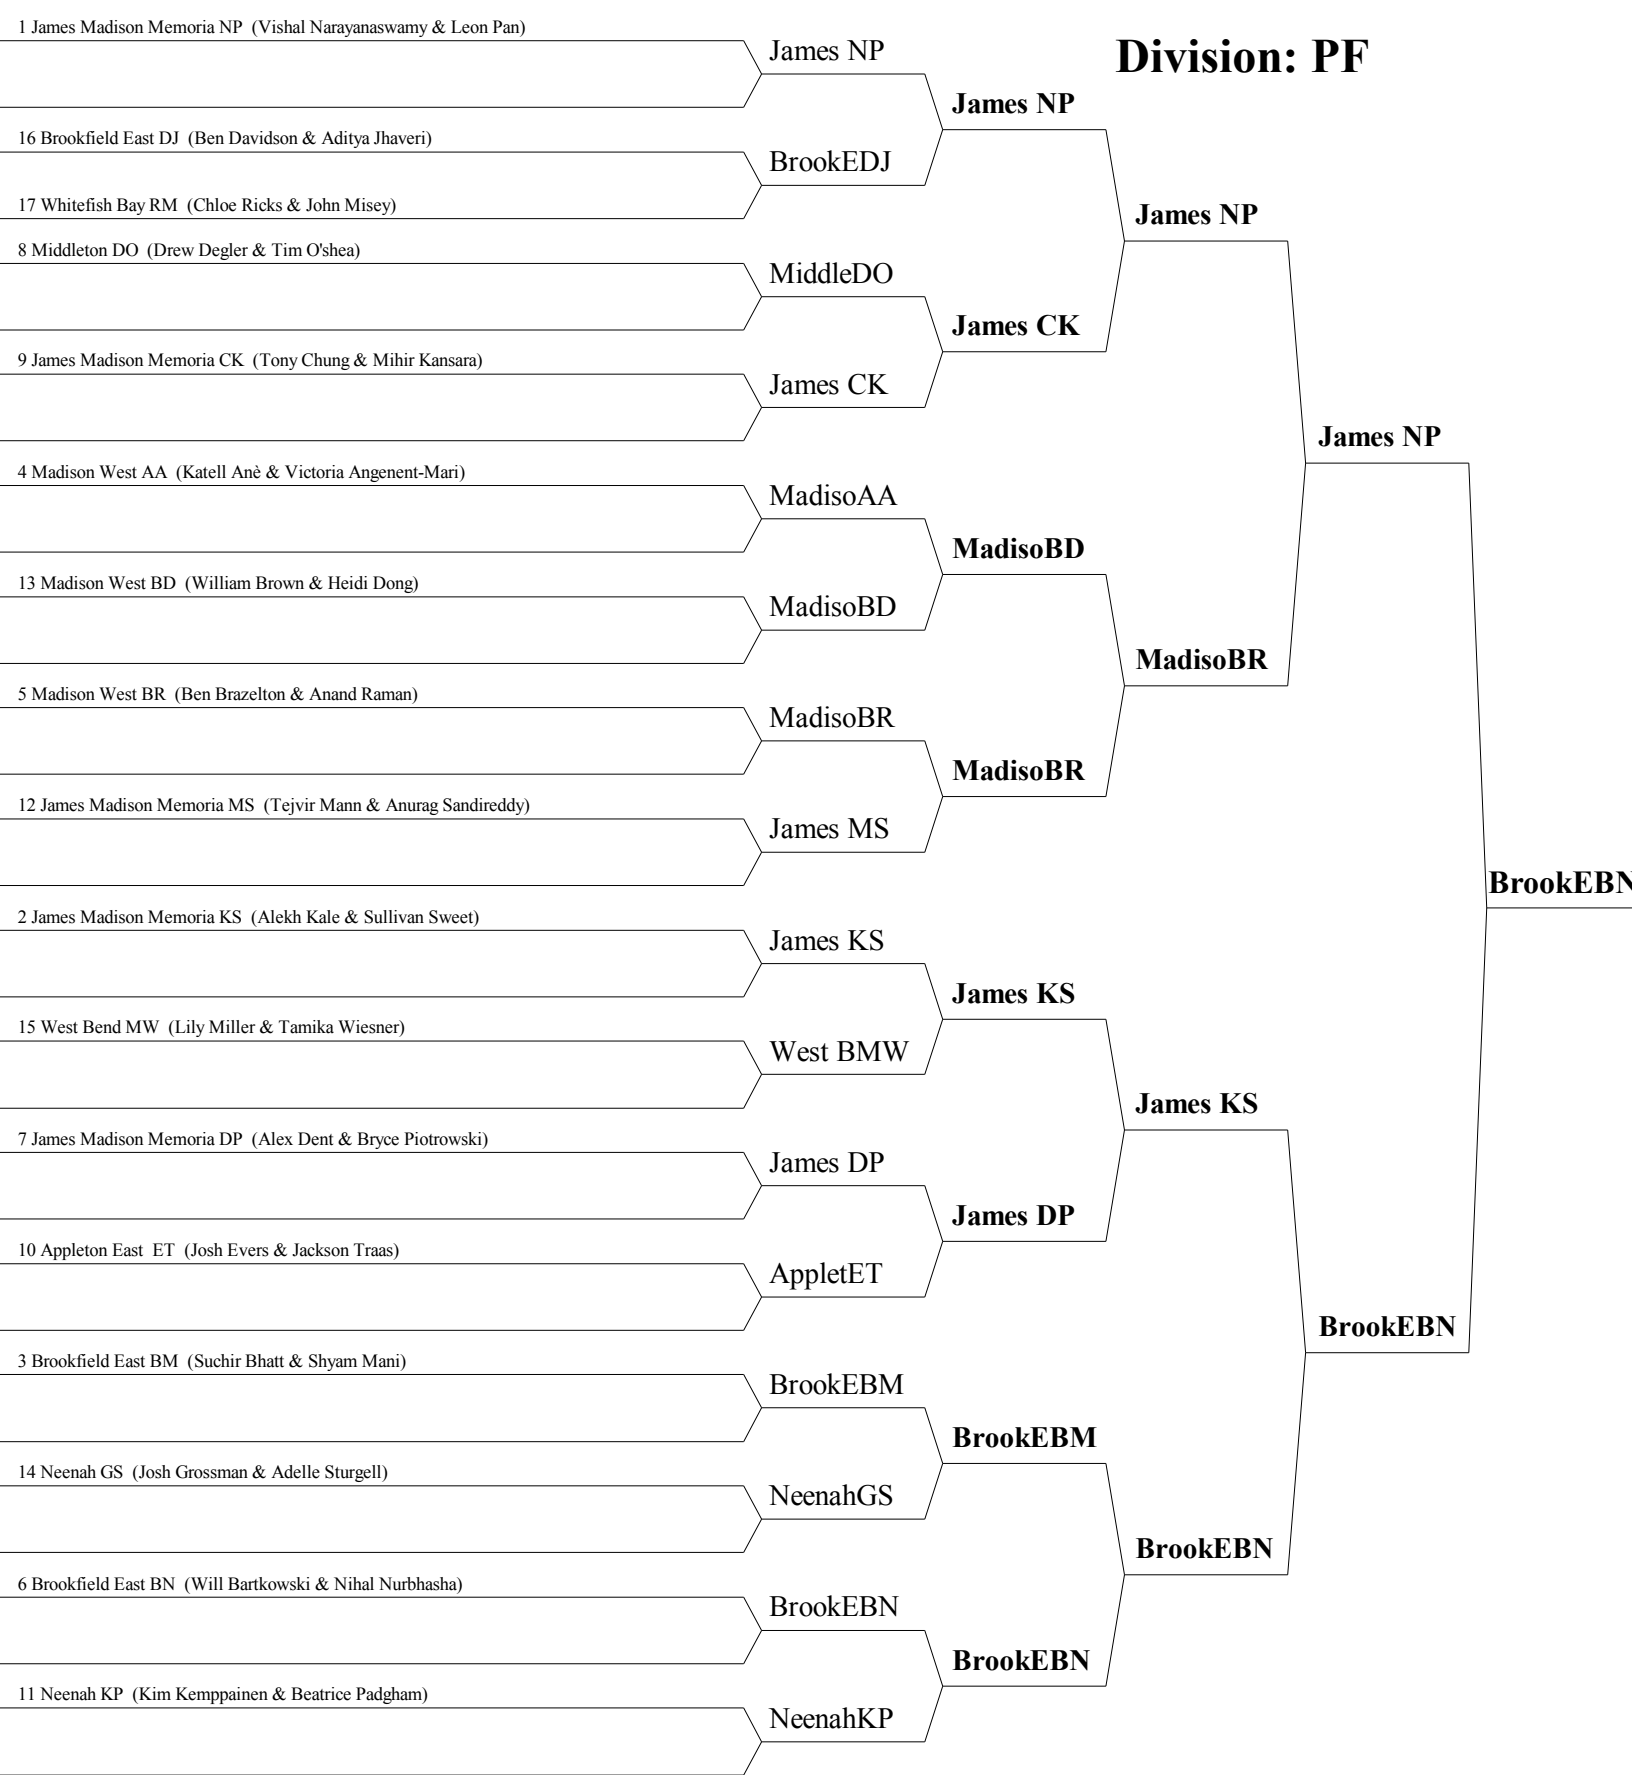 1 James Madison Memoria NP (Vishal Narayanaswamy & Leon Pan)
James NP
Division: PF
James NP
16 Brookfield East DJ (Ben Davidson & Aditya Jhaveri)
BrookEDJ
17 Whitefish Bay RM (Chloe Ricks & John Misey)
James NP
8 Middleton DO (Drew Degler & Tim O'shea)
MiddleDO
James CK
9 James Madison Memoria CK (Tony Chung & Mihir Kansara)
James CK
James NP
4 Madison West AA (Katell Anè & Victoria Angenent-Mari)
MadisoAA
MadisoBD
13 Madison West BD (William Brown & Heidi Dong)
MadisoBD
MadisoBR
5 Madison West BR (Ben Brazelton & Anand Raman)
MadisoBR
MadisoBR
12 James Madison Memoria MS (Tejvir Mann & Anurag Sandireddy)
James MS
BrookEBN
2 James Madison Memoria KS (Alekh Kale & Sullivan Sweet)
James KS
James KS
15 West Bend MW (Lily Miller & Tamika Wiesner)
West BMW
James KS
7 James Madison Memoria DP (Alex Dent & Bryce Piotrowski)
James DP
James DP
10 Appleton East ET (Josh Evers & Jackson Traas)
AppletET
BrookEBN
3 Brookfield East BM (Suchir Bhatt & Shyam Mani)
BrookEBM
BrookEBM
14 Neenah GS (Josh Grossman & Adelle Sturgell)
NeenahGS
BrookEBN
6 Brookfield East BN (Will Bartkowski & Nihal Nurbhasha)
BrookEBN
BrookEBN
11 Neenah KP (Kim Kemppainen & Beatrice Padgham)
NeenahKP